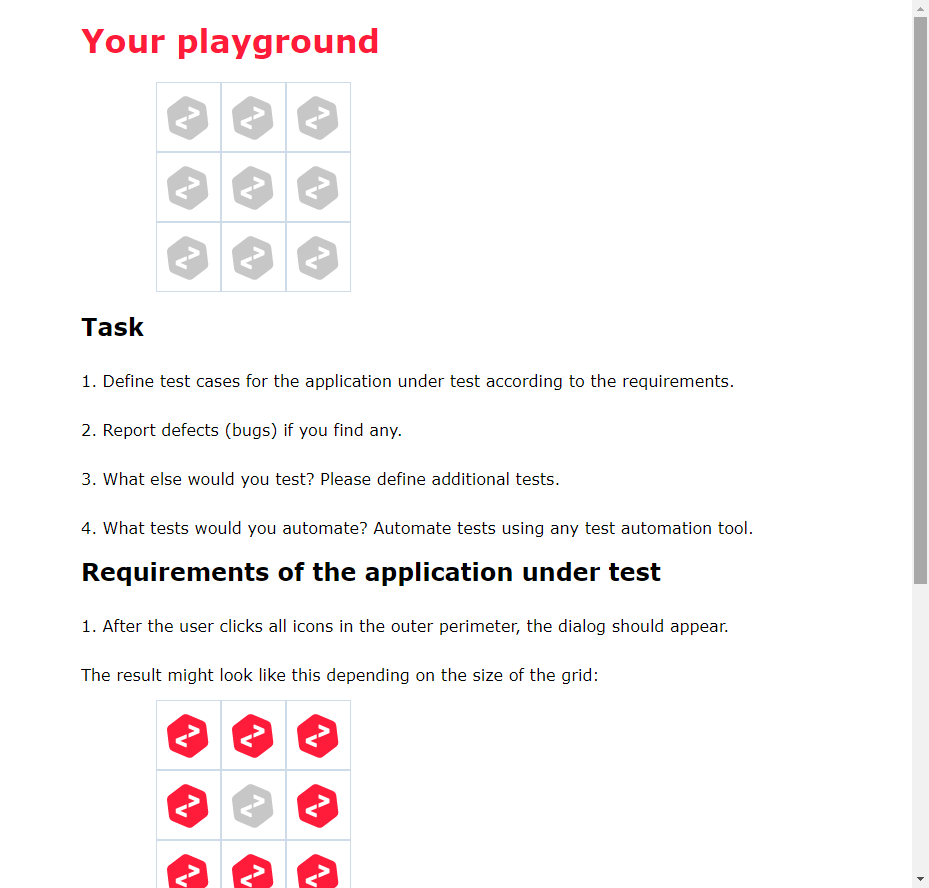 Your playground
Task
1. Define test cases for the application under test according to the requirements.
2. Report defects (bugs) if you find any.
3. What else would you test? Please define additional tests.
4. What tests would you automate? Automate tests using any test automation tool.
Requirements of the application under test
1. After the user clicks all icons in the outer perimeter, the dialog should appear.
The result might look like this depending on the size of the grid: